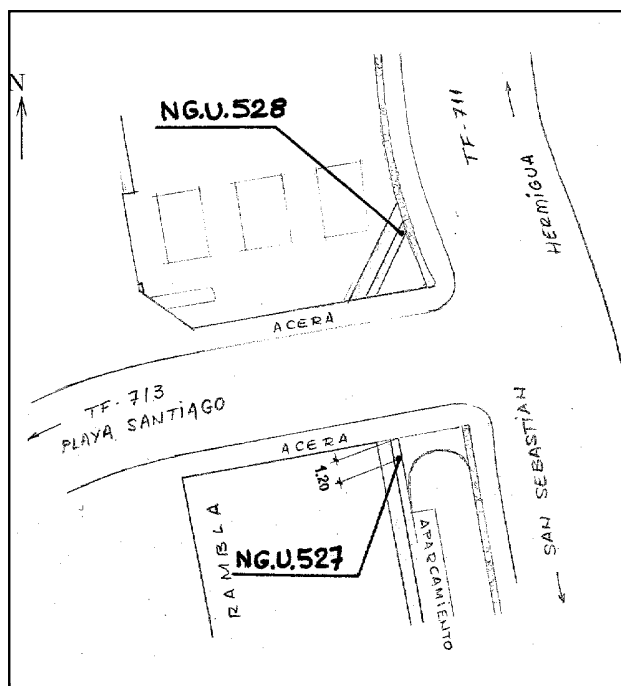 N
NG.U.528
TF-711
HERMIGUA
ACERA
TF-713
PLAYA SANTIAGO
ACERA
1.20
SAN SEBASTIAN
RAMBLA
NG.U.527
APARCAMIENTO